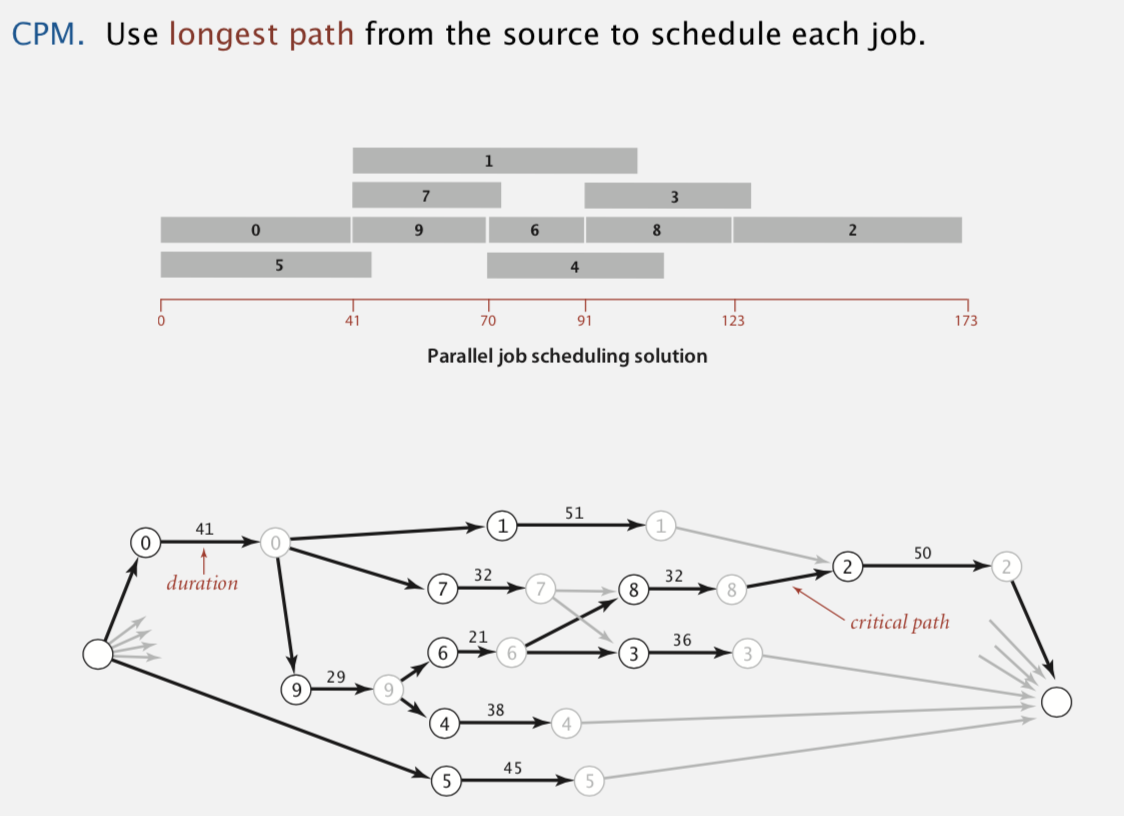 CPM. Use longest path from the source to schedule each job.
1
7 3
0 9 6 8 2
5 4
0 41 70 91 123 173
Parallel job scheduling solution
1 51 1
0 41 0
2 50 2
duration
7 32 7 8 32 8
critical path
6 21 6 3 36 3
9 29 9
4 38 4
5 45 5